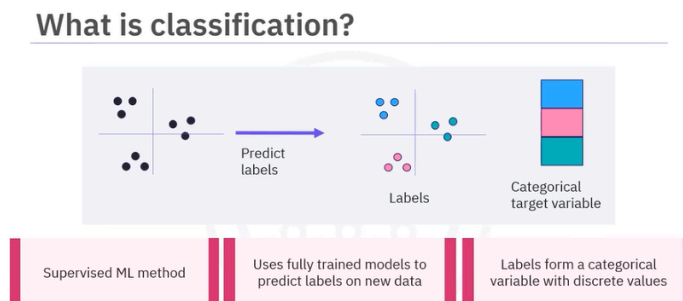 What is classification?
Predict
labels
Labels
Categorical
target variable
Supervised ML method
Uses fully trained models to
predict labels on new data
Labels form a categorical
variable with discrete values